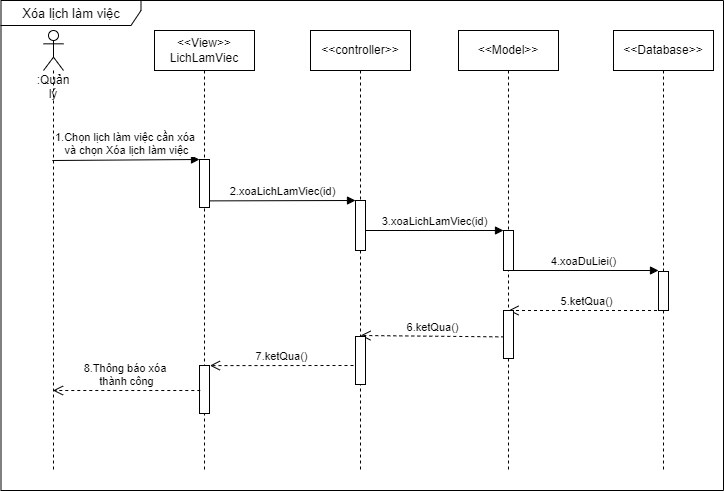 Xóa lịch làm việc
<<View>>
LichLamViec
<<controller>>
<<Model>>
<<Database>>
:Quản
lý
1.Chọn lịch làm việc cần xóa
và chọn Xóa lịch làm việc
2.xoaLichLamViec(id)
3.xoaLichLamViec(id)
4.xoaDuLiei()
5.ketQua()
6.ketQua()
7.ketQua()
8.Thông báo xóa
thành công